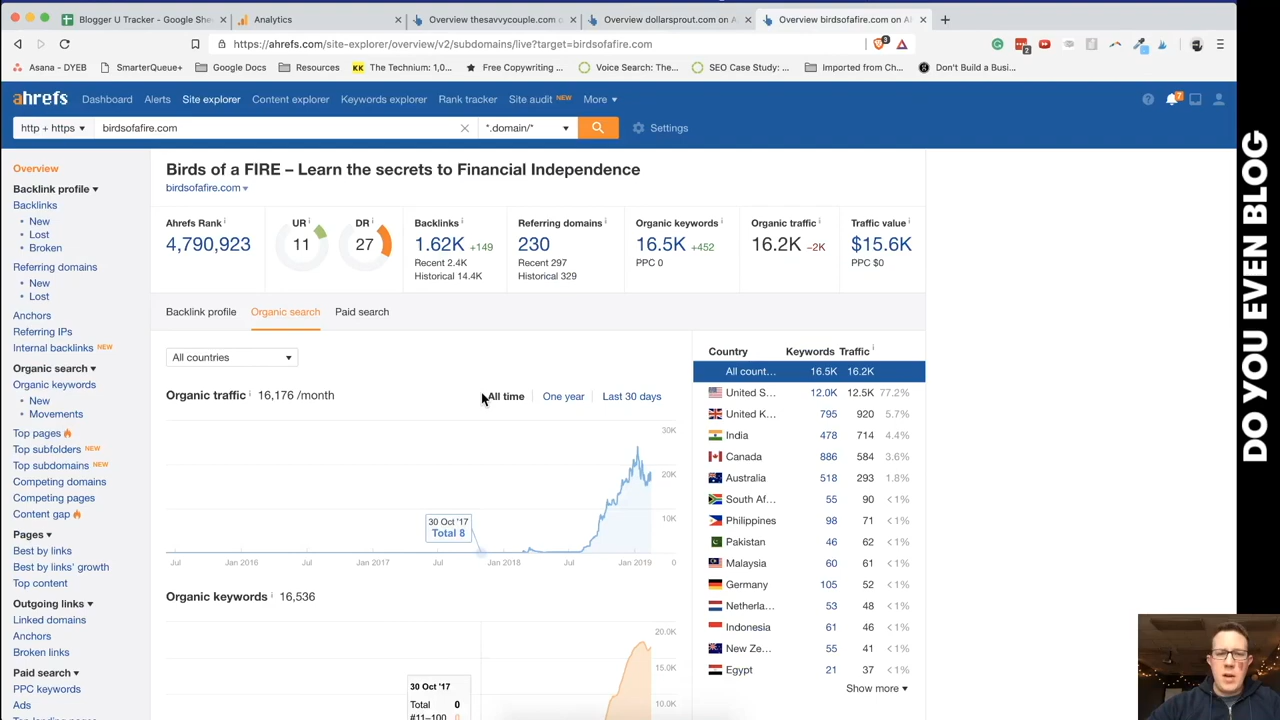 Blogger U Tracker - Google She
Analytics
Overview thesavvycouple.com o
Overview dollarsprout.com on A
Overview birdsofafire.com on A
https://ahrefs.com/site-explorer/overview/v2/subdomains/live?target=birdsofafire.com
3
2
Asana - DYEB
SmarterQueue+
Google Docs
Resources
KK
The Technium: 1,0...
Free Copywriting ...
Voice Search: The...
SEO Case Study: ...
Imported from Ch...
Don't Build a Busi...
ahrefs
Dashboard
Alerts
Site explorer
Content explorer
Keywords explorer
Rank tracker
Site audit NEW
More
7
http + https
birdsofafire.com
*.domain/*
Settings
Overview
Backlink profile
Backlinks
New
Lost
Broken
Referring domains
New
Lost
Anchors
Referring IPs
Internal backlinks NEW
Organic search
Organic keywords
New
Movements
Top pages
Top subfolders NEW
Top subdomains NEW
Competing domains
Competing pages
Content gap
Pages
Best by links
Best by links' growth
Top content
Outgoing links
Linked domains
Anchors
Broken links
Paid search
PPC keywords
Ads
Birds of a FIRE – Learn the secrets to Financial Independence
birdsofafire.com
Ahrefs Rank
4,790,923
UR
11
DR
27
Backlinks
1.62K +149
Recent 2.4K
Historical 14.4K
Referring domains
230
Recent 297
Historical 329
Organic keywords
16.5K +452
PPC 0
Organic traffic
16.2K −2K
Traffic value
$15.6K
PPC $0
Backlink profile
Organic search
Paid search
All countries
Organic traffic 16,176 /month
All time
One year
Last 30 days
30K
20K
10K
0
30 Oct '17
Total 8
Jul
Jan 2016
Jul
Jan 2017
Jul
Jan 2018
Jul
Jan 2019
Organic keywords 16,536
20.0K
15.0K
10.0K
30 Oct '17
Total 0
#11–100 0
Country Keywords Traffic
All count... 16.5K 16.2K
United S... 12.0K 12.5K 77.2%
United K... 795 920 5.7%
India 478 714 4.4%
Canada 886 584 3.6%
Australia 518 293 1.8%
South Af... 55 90 <1%
Philippines 98 71 <1%
Pakistan 46 62 <1%
Malaysia 60 61 <1%
Germany 105 52 <1%
Netherla... 53 48 <1%
Indonesia 61 46 <1%
New Ze... 55 41 <1%
Egypt 21 37 <1%
Show more
DO YOU EVEN BLOG